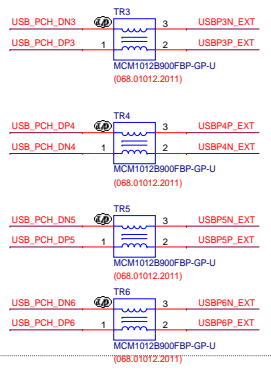 TR3
USB_PCH_DN3 3 USBP3N_EXT
USB_PCH_DP3 1 2 USBP3P_EXT
MCM1012B900FBP-GP-U
(068.01012.2011)
TR4
USB_PCH_DP4 3 USBP4P_EXT
USB_PCH_DN4 1 2 USBP4N_EXT
MCM1012B900FBP-GP-U
(068.01012.2011)
TR5
USB_PCH_DN5 3 USBP5N_EXT
USB_PCH_DP5 1 2 USBP5P_EXT
MCM1012B900FBP-GP-U
(068.01012.2011)
TR6
USB_PCH_DN6 3 USBP6N_EXT
USB_PCH_DP6 1 2 USBP6P_EXT
MCM1012B900FBP-GP-U
(068.01012.2011)